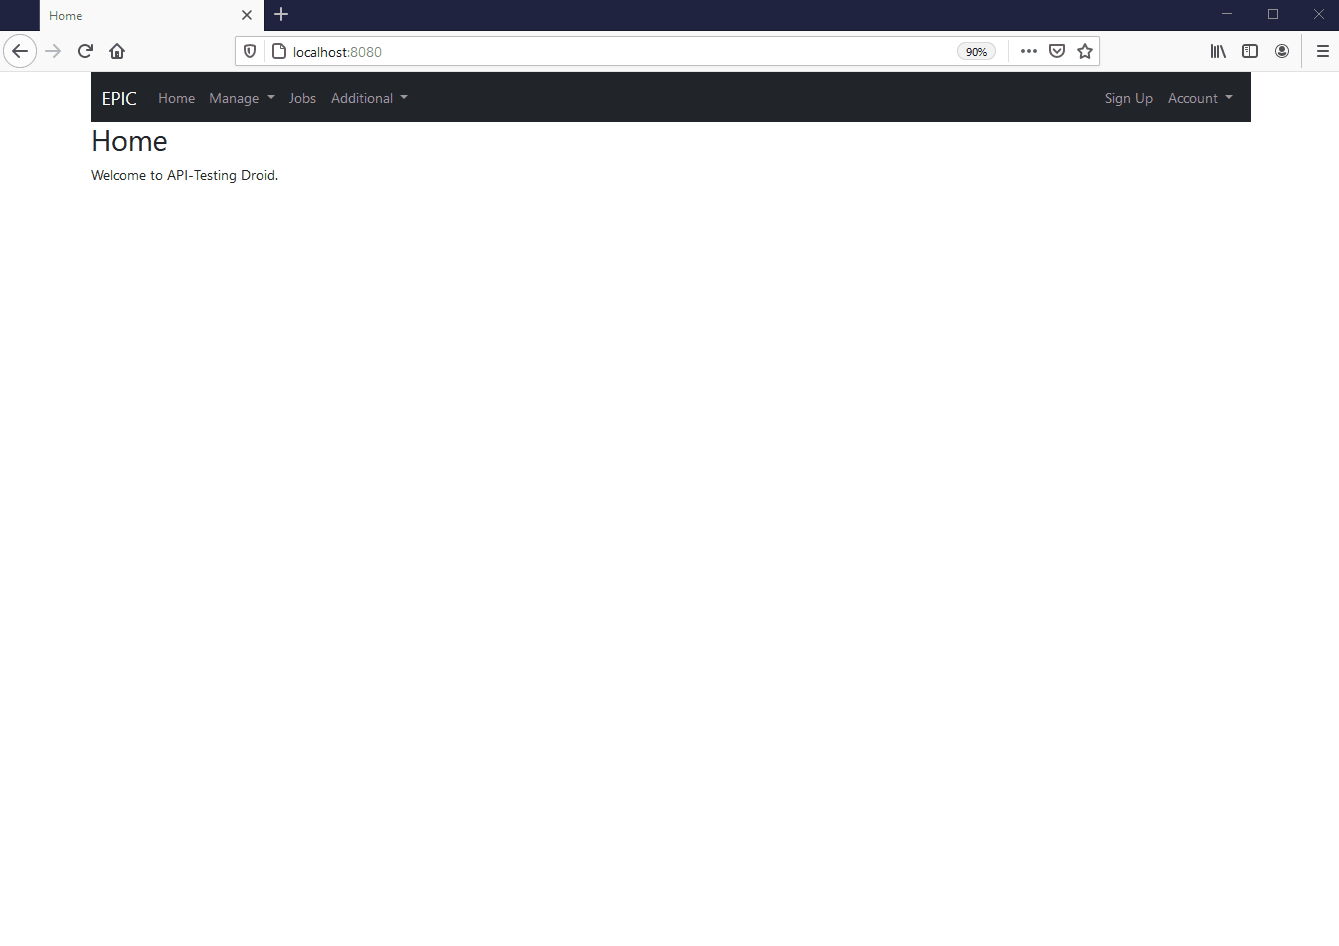 Home
localhost:8080
90%
EPIC Home Manage Jobs Additional Sign Up Account
Home
Welcome to API-Testing Droid.